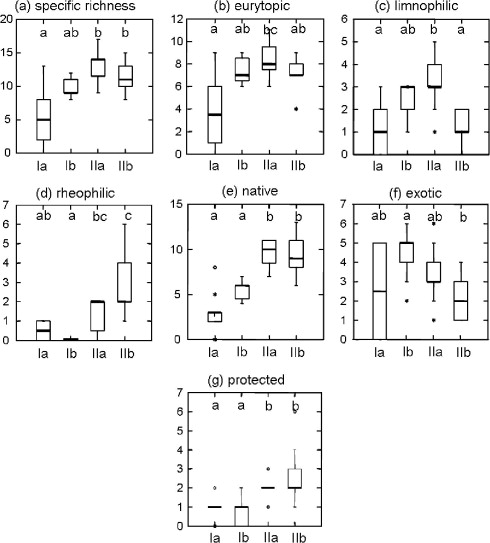 (a) specific richness (b) eurytopic (c) limnophilic
20 a ab b b
15
10
5
0
Ia Ib IIa IIb
12 a ab bc ab
10
8
6
4
2
0
Ia Ib IIa IIb
6 a ab b a
5
4
3
2
1
0
Ia Ib IIa IIb
(d) rheophilic (e) native (f) exotic
7 ab a bc c
6
5
4
3
2
1
0
Ia Ib IIa IIb
15 a a b b
10
5
0
Ia Ib IIa IIb
7 ab a ab b
6
5
4
3
2
1
0
Ia Ib IIa IIb
(g) protected
7 a a b b
6
5
4
3
2
1
0
Ia Ib IIa IIb